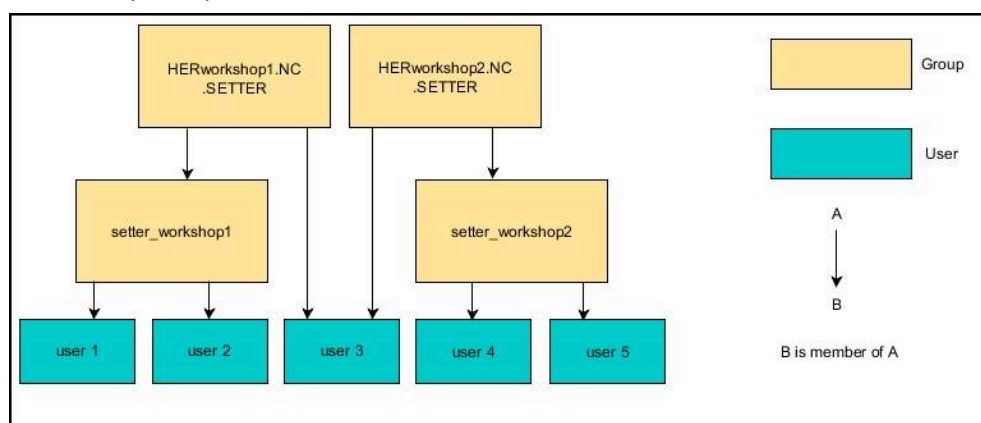 HERworkshop1.NC
.SETTER
HERworkshop2.NC
.SETTER
Group
User
setter_workshop1
setter_workshop2
A
B
user 1
user 2
user 3
user 4
user 5
B is member of A